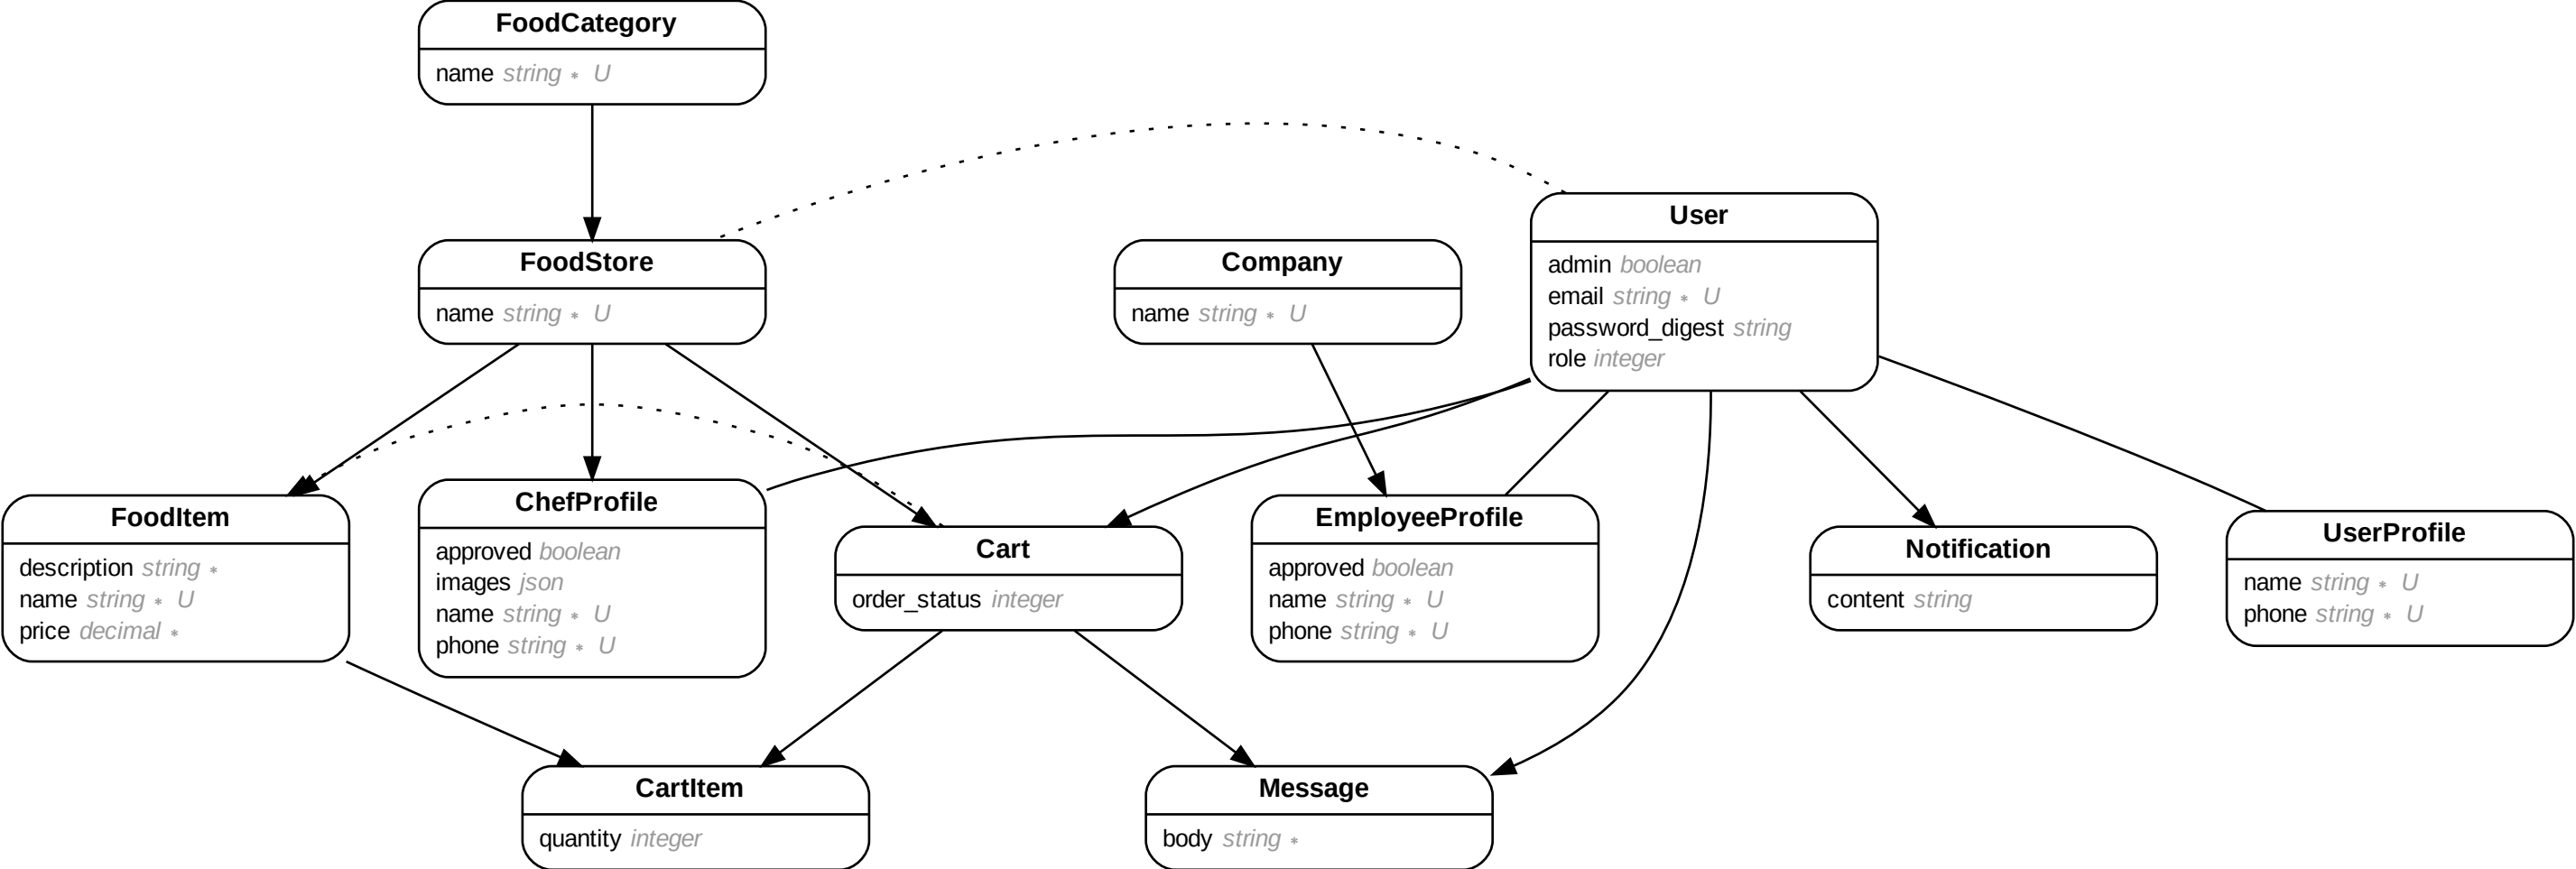 FoodCategory
name string * U
FoodStore
name string * U
Company
name string * U
User
admin boolean
email string * U
password_digest string
role integer
FoodItem
description string *
name string * U
price decimal *
ChefProfile
approved boolean
images json
name string * U
phone string * U
Cart
order_status integer
EmployeeProfile
approved boolean
name string * U
phone string * U
Notification
content string
UserProfile
name string * U
phone string * U
CartItem
quantity integer
Message
body string *